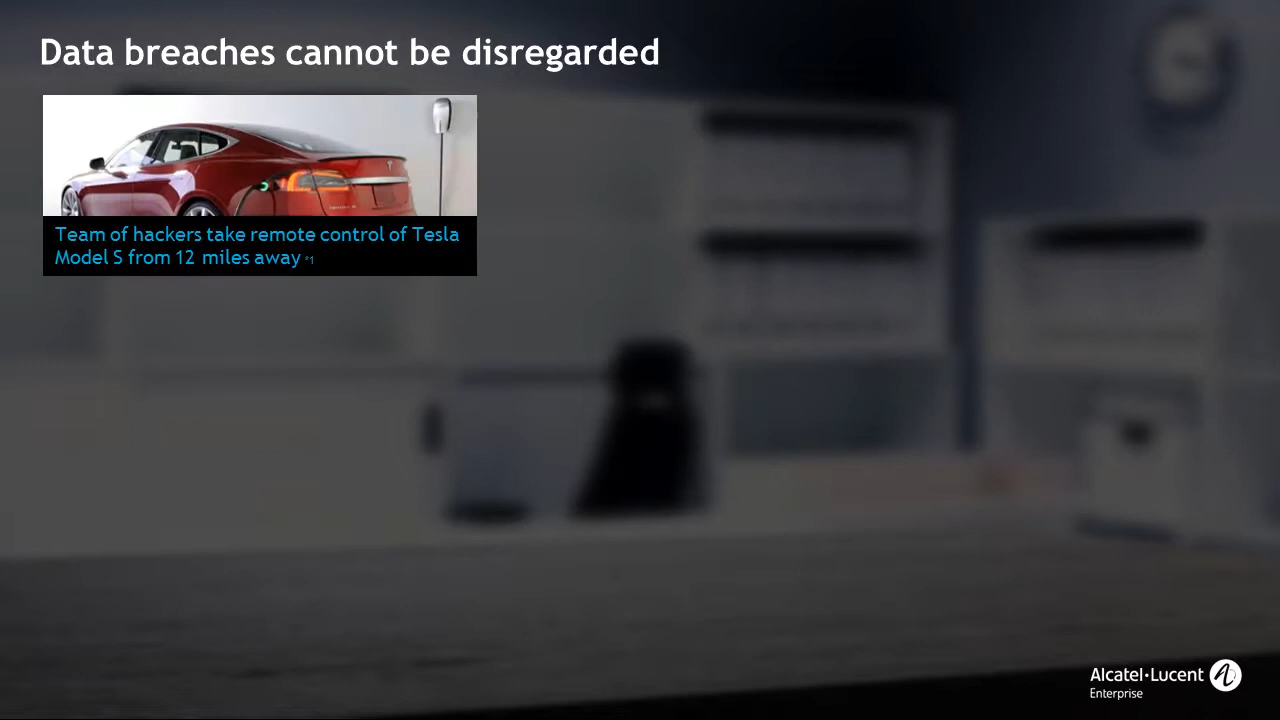 Data breaches cannot be disregarded
Team of hackers take remote control of Tesla
Model S from 12 miles away *1
Alcatel·Lucent
Enterprise